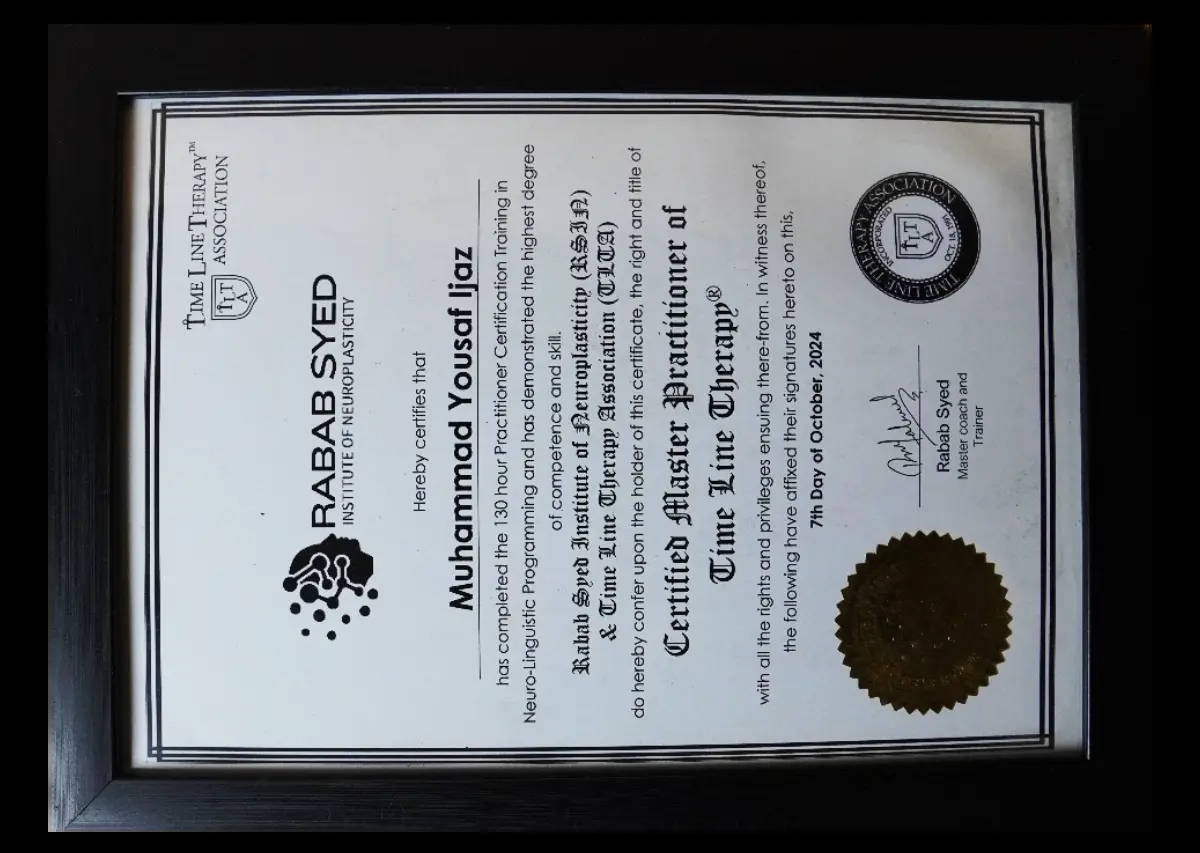 TIME LINE THERAPY™
ASSOCIATION
TLTA
RABAB SYED
INSTITUTE OF NEUROPLASTICITY
Hereby certifies that
Muhammad Yousaf Ijaz
has completed the 130 hour Practitioner Certification Training in
Neuro-Linguistic Programming and has demonstrated the highest degree
of competence and skill.
Rabab Syed Institute of Neuroplasticity (RSIN)
& Time Line Therapy Association (TLTA)
do hereby confer upon the holder of this certificate, the right and title of
Certified Master Practitioner of
Time Line Therapy®
with all the rights and privileges ensuing there-from. In witness thereof,
the following have affixed their signatures hereto on this,
7th Day of October, 2024
Rabab Syed
Master coach and
Trainer
TIME LINE THERAPY ASSOCIATION
INCORPORATED
TLTA